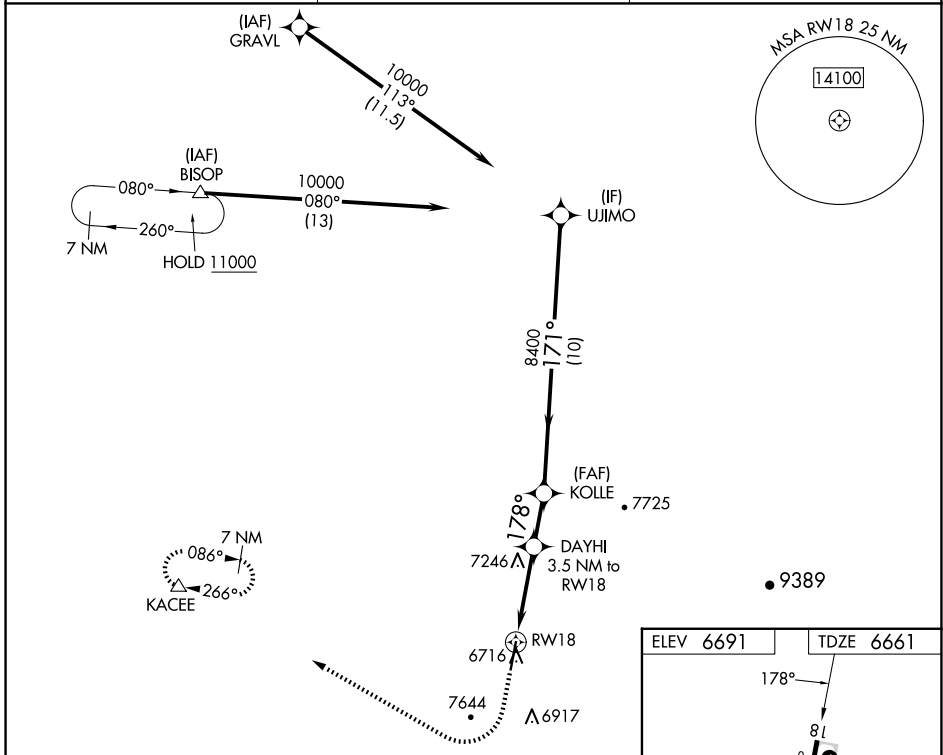 (IAF)
GRAVL
10000
113°
(11.5)
MSA RW18 25 NM
14100
(IAF)
BISOP
080°
10000
080°
(13)
260°
7 NM
HOLD 11000
(IF)
UJIMO
8400
171°
(10)
(FAF)
KOLLE
7725
178°
DAYHI
3.5 NM to
RW18
7246
7 NM
086°
266°
KACEE
9389
RW18
6716
7644
6917
ELEV 6691
TDZE 6661
178°
18